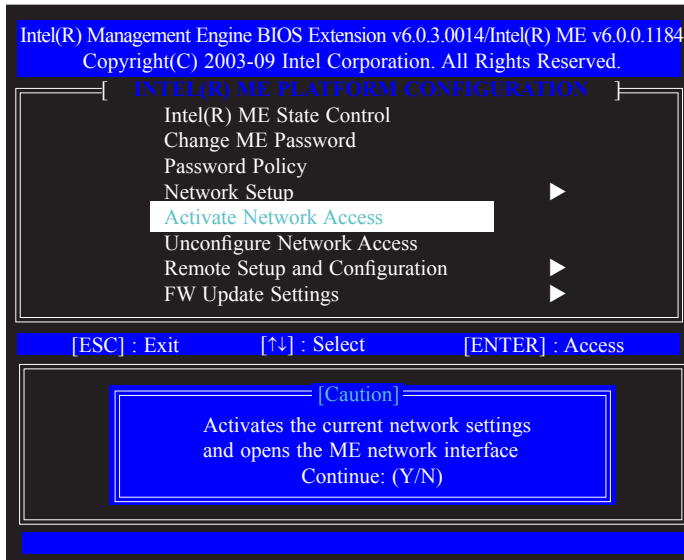 Intel(R) Management Engine BIOS Extension v6.0.3.0014/Intel(R) ME v6.0.0.1184
Copyright(C) 2003-09 Intel Corporation. All Rights Reserved.
[ INTEL(R) ME PLATFORM CONFIGURATION ]
Intel(R) ME State Control
Change ME Password
Password Policy
Network Setup ▶
Activate Network Access
Unconfigure Network Access
Remote Setup and Configuration ▶
FW Update Settings ▶
[ESC] : Exit [↑↓] : Select [ENTER] : Access
[Caution]
Activates the current network settings
and opens the ME network interface
Continue: (Y/N)